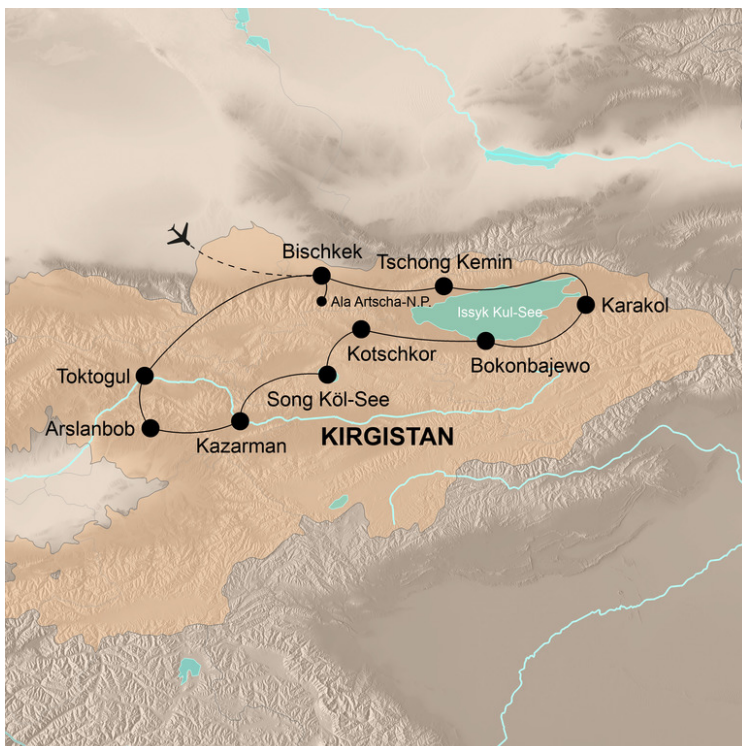 Bischkek
Tschong Kemin
Ala Artscha-N.P.
Issyk Kul-See
Karakol
Kotschkor
Bokonbajewo
Toktogul
Song Köl-See
Arslanbob
Kazarman
KIRGISTAN